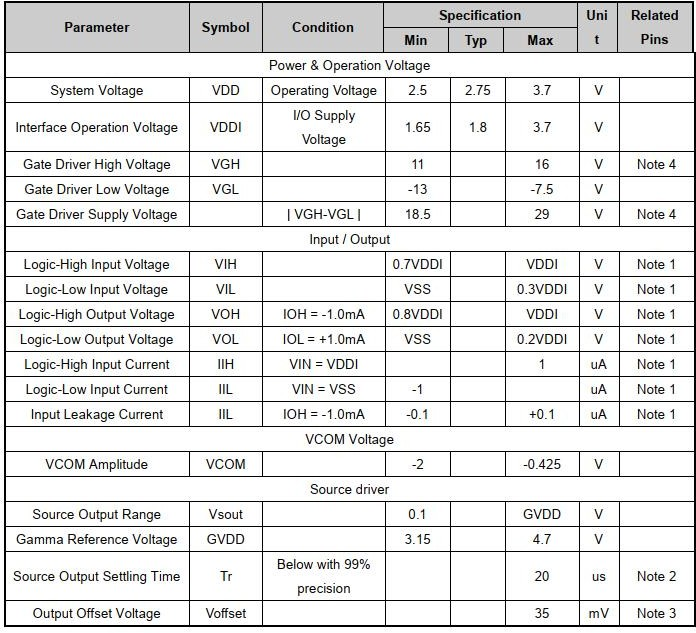 Parameter Symbol Condition Specification Uni Related
Min Typ Max t Pins
Power & Operation Voltage
System Voltage VDD Operating Voltage 2.5 2.75 3.7 V
Interface Operation Voltage VDDI I/O Supply Voltage 1.65 1.8 3.7 V
Gate Driver High Voltage VGH 11 16 V Note 4
Gate Driver Low Voltage VGL -13 -7.5 V
Gate Driver Supply Voltage | VGH-VGL | 18.5 29 V Note 4
Input / Output
Logic-High Input Voltage VIH 0.7VDDI VDDI V Note 1
Logic-Low Input Voltage VIL VSS 0.3VDDI V Note 1
Logic-High Output Voltage VOH IOH = -1.0mA 0.8VDDI VDDI V Note 1
Logic-Low Output Voltage VOL IOL = +1.0mA VSS 0.2VDDI V Note 1
Logic-High Input Current IIH VIN = VDDI 1 uA Note 1
Logic-Low Input Current IIL VIN = VSS -1 uA Note 1
Input Leakage Current IIL IOH = -1.0mA -0.1 +0.1 uA Note 1
VCOM Voltage
VCOM Amplitude VCOM -2 -0.425 V
Source driver
Source Output Range Vsout 0.1 GVDD V
Gamma Reference Voltage GVDD 3.15 4.7 V
Source Output Settling Time Tr Below with 99% precision 20 us Note 2
Output Offset Voltage Voffset 35 mV Note 3